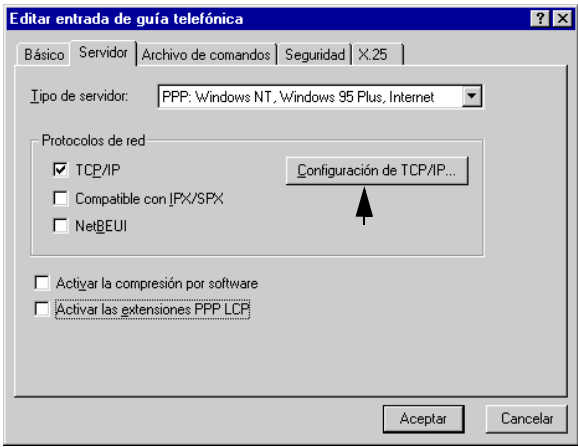 Editar entrada de guía telefónica
Básico Servidor Archivo de comandos Seguridad X.25
Tipo de servidor: PPP: Windows NT, Windows 95 Plus, Internet
Protocolos de red
TCP/IP Configuración de TCP/IP...
Compatible con IPX/SPX
NetBEUI
Activar la compresión por software
Activar las extensiones PPP LCP
Aceptar Cancelar